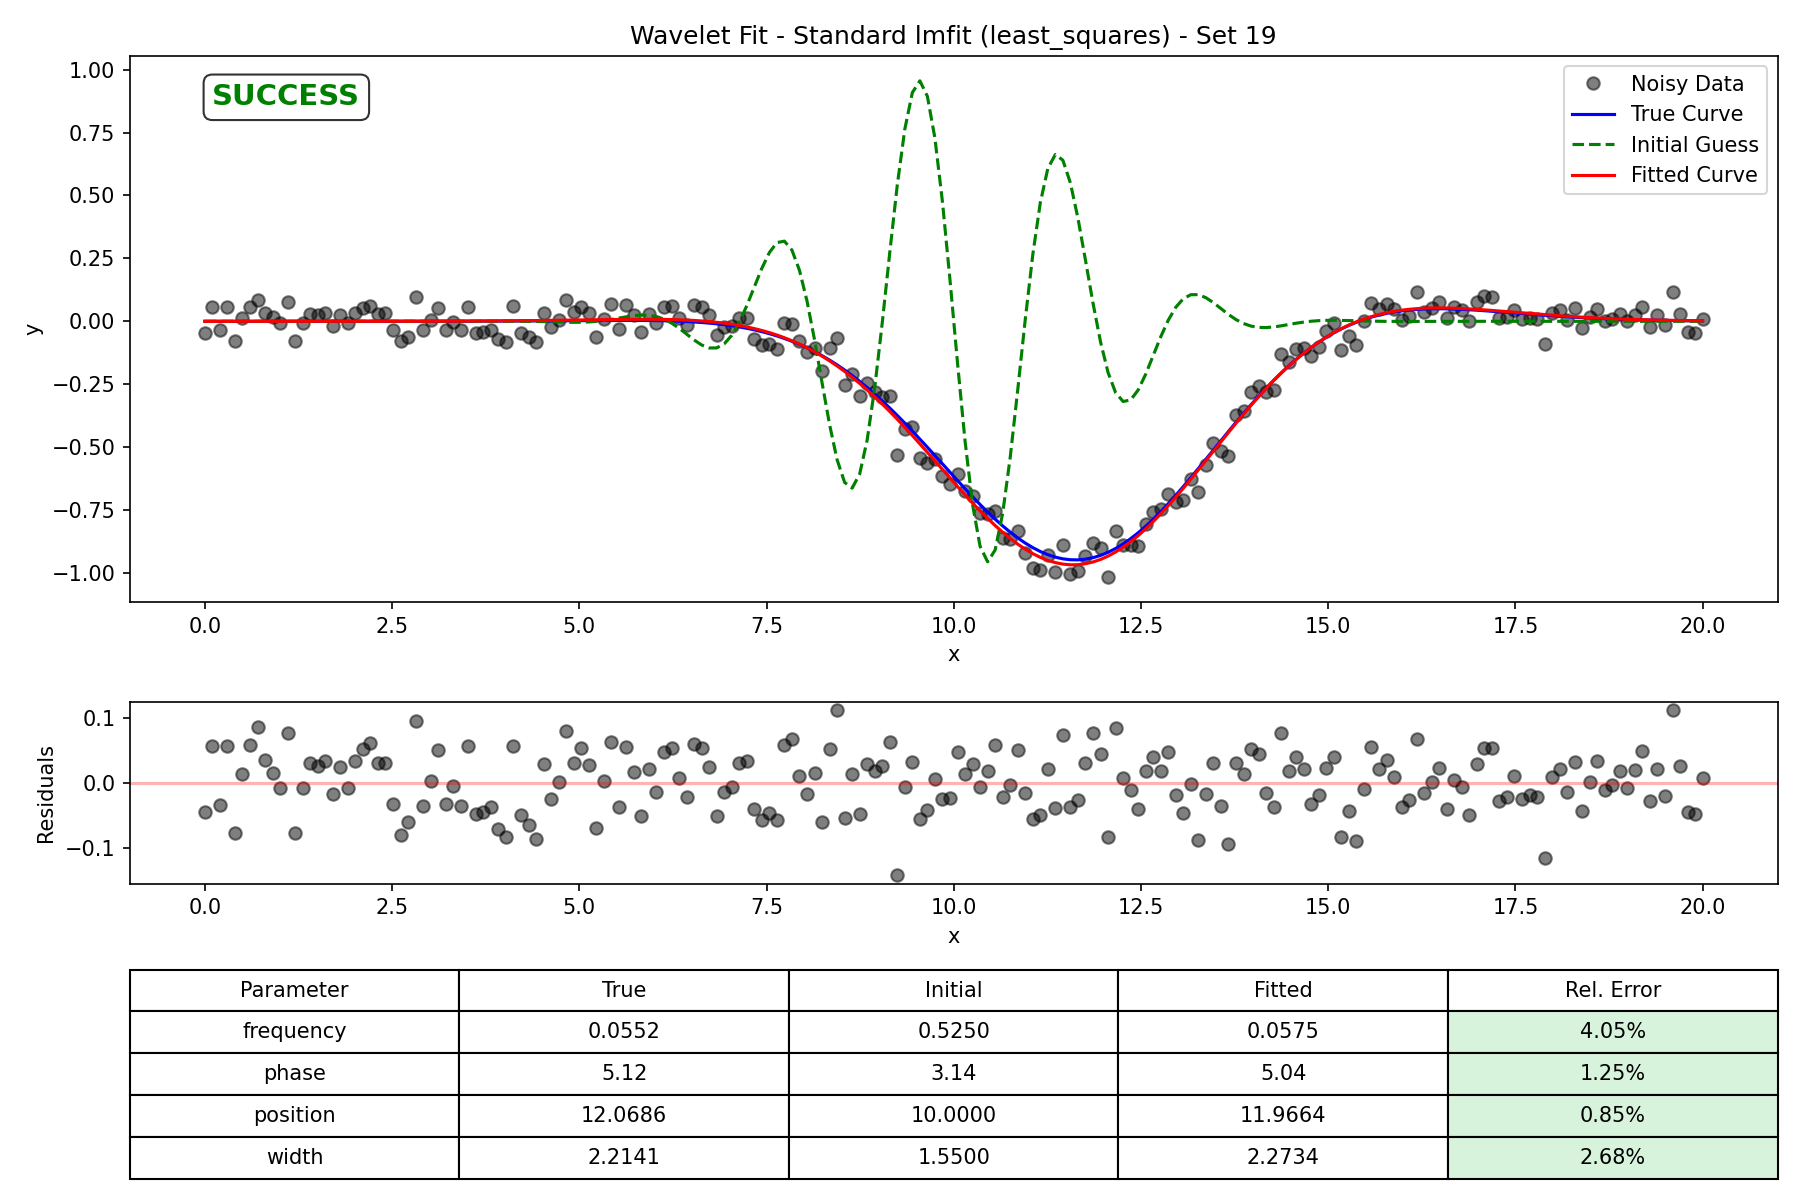 Wavelet Fit - Standard lmfit (least_squares) - Set 19
SUCCESS
Noisy Data
True Curve
Initial Guess
Fitted Curve
1.00
0.75
0.50
0.25
0.00
−0.25
−0.50
−0.75
−1.00
y
0.0 2.5 5.0 7.5 10.0 12.5 15.0 17.5 20.0
x
0.1
0.0
−0.1
Residuals
0.0 2.5 5.0 7.5 10.0 12.5 15.0 17.5 20.0
x
Parameter True Initial Fitted Rel. Error
frequency 0.0552 0.5250 0.0575 4.05%
phase 5.12 3.14 5.04 1.25%
position 12.0686 10.0000 11.9664 0.85%
width 2.2141 1.5500 2.2734 2.68%